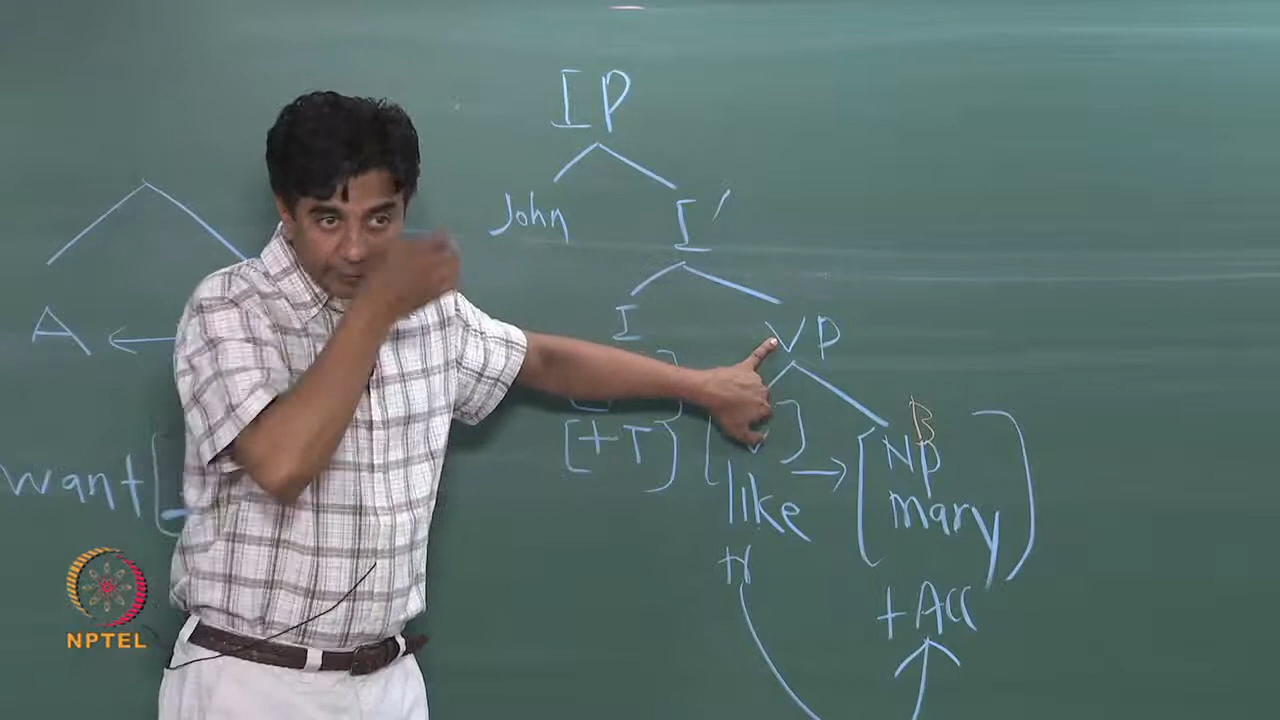 IP
John I′
I VP
A
[+T]
B
NP
want [
like → [mary]
+Acc
NPTEL